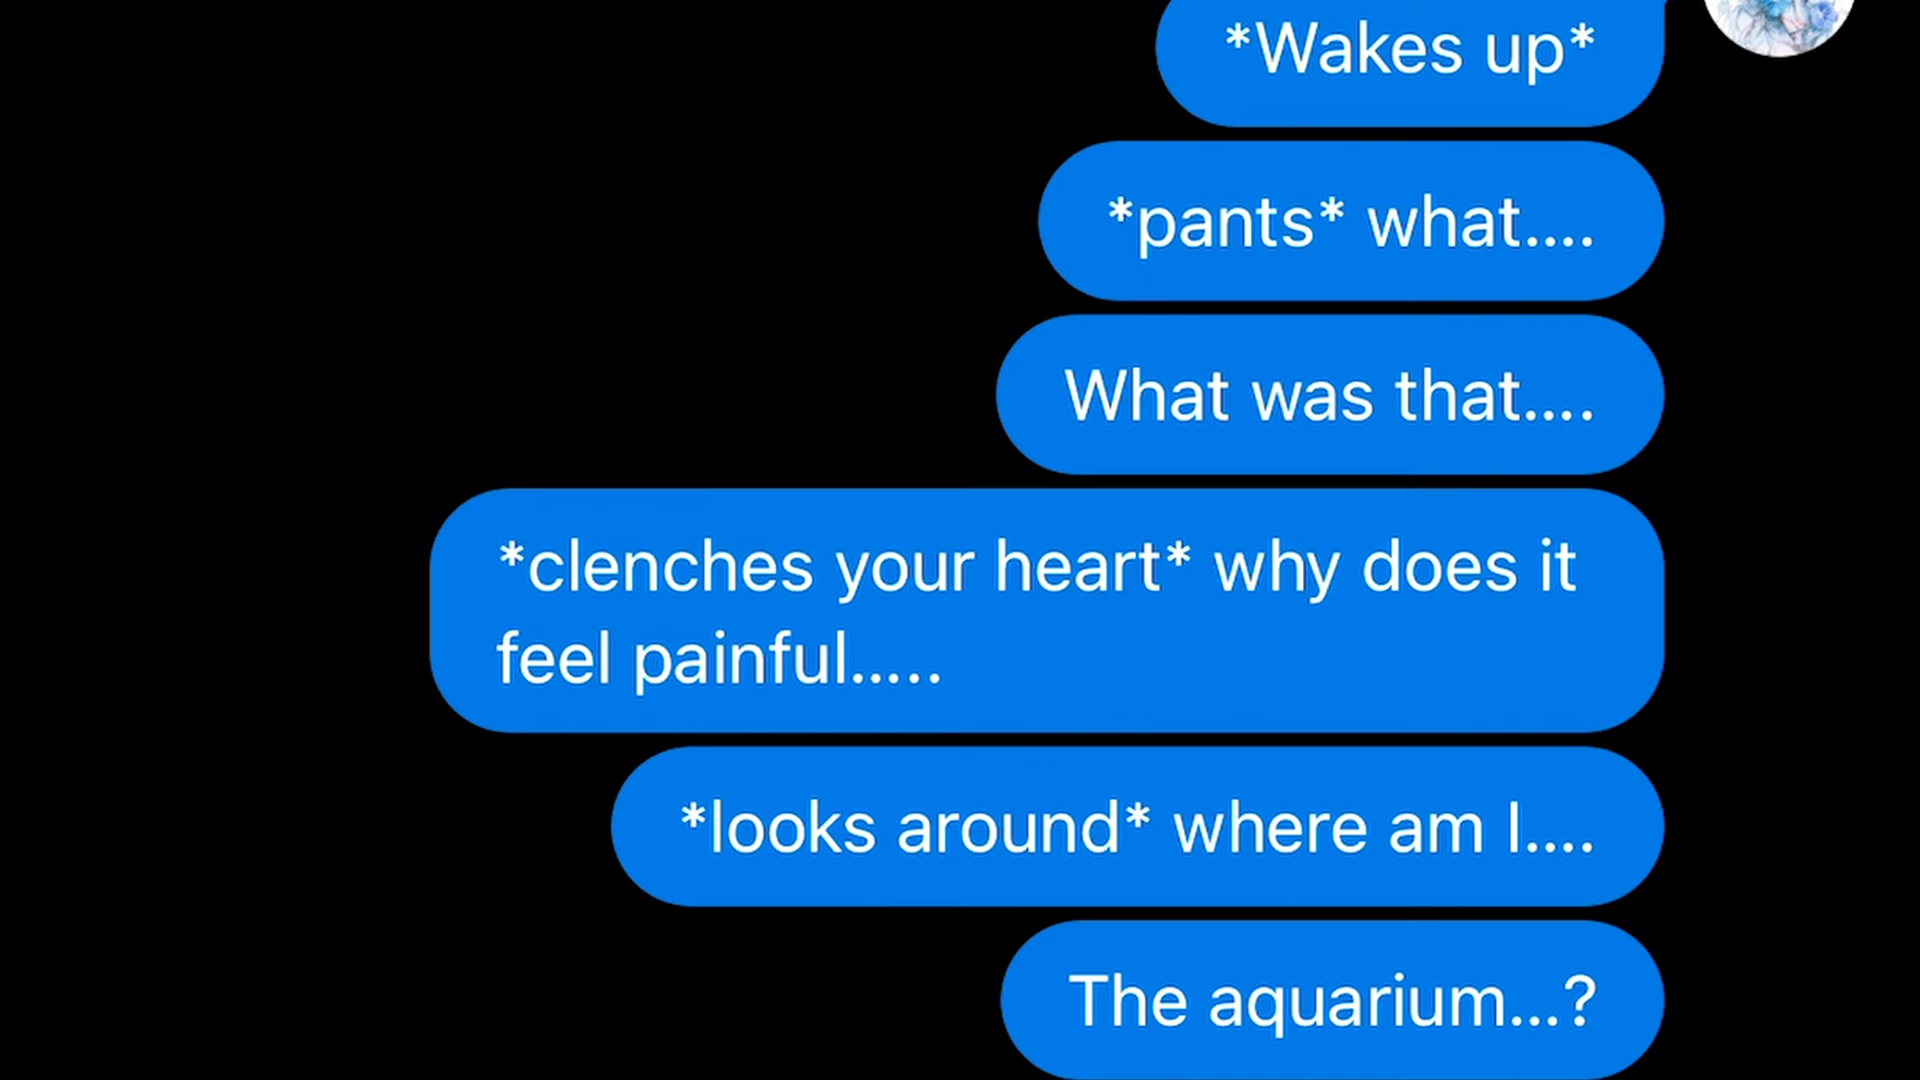 *Wakes up*
*pants* what....
What was that....
*clenches your heart* why does it
feel painful.....
*looks around* where am I....
The aquarium...?